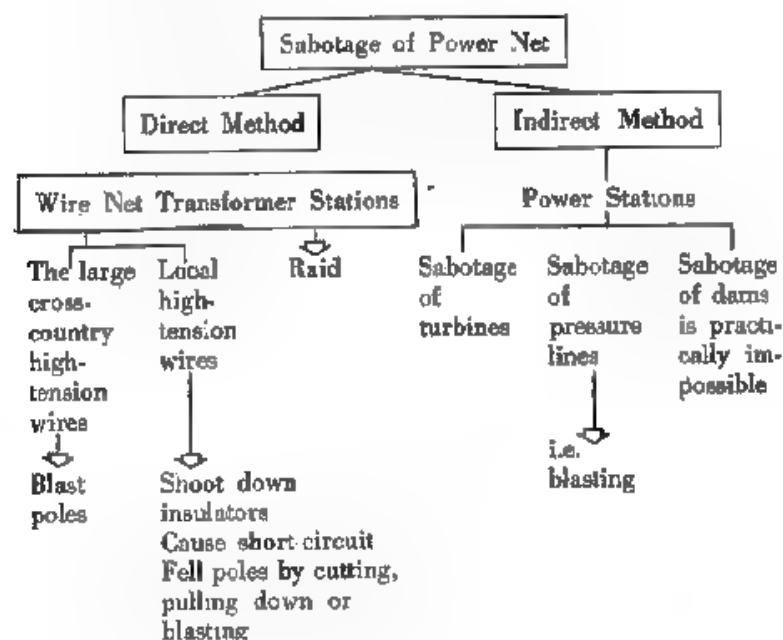 Sabotage of Power Net
Direct Method
Indirect Method
Wire Net Transformer Stations
Power Stations
The large
cross-
country
high-
tension
wires
Local
high-
tension
wires
Raid
Sabotage
of
turbines
Sabotage
of
pressure
lines
Sabotage
of dams
is practi-
cally im-
possible
Blast
poles
Shoot down
insulators
Cause short-circuit
Fell poles by cutting,
pulling down or
blasting
i.e.
blasting